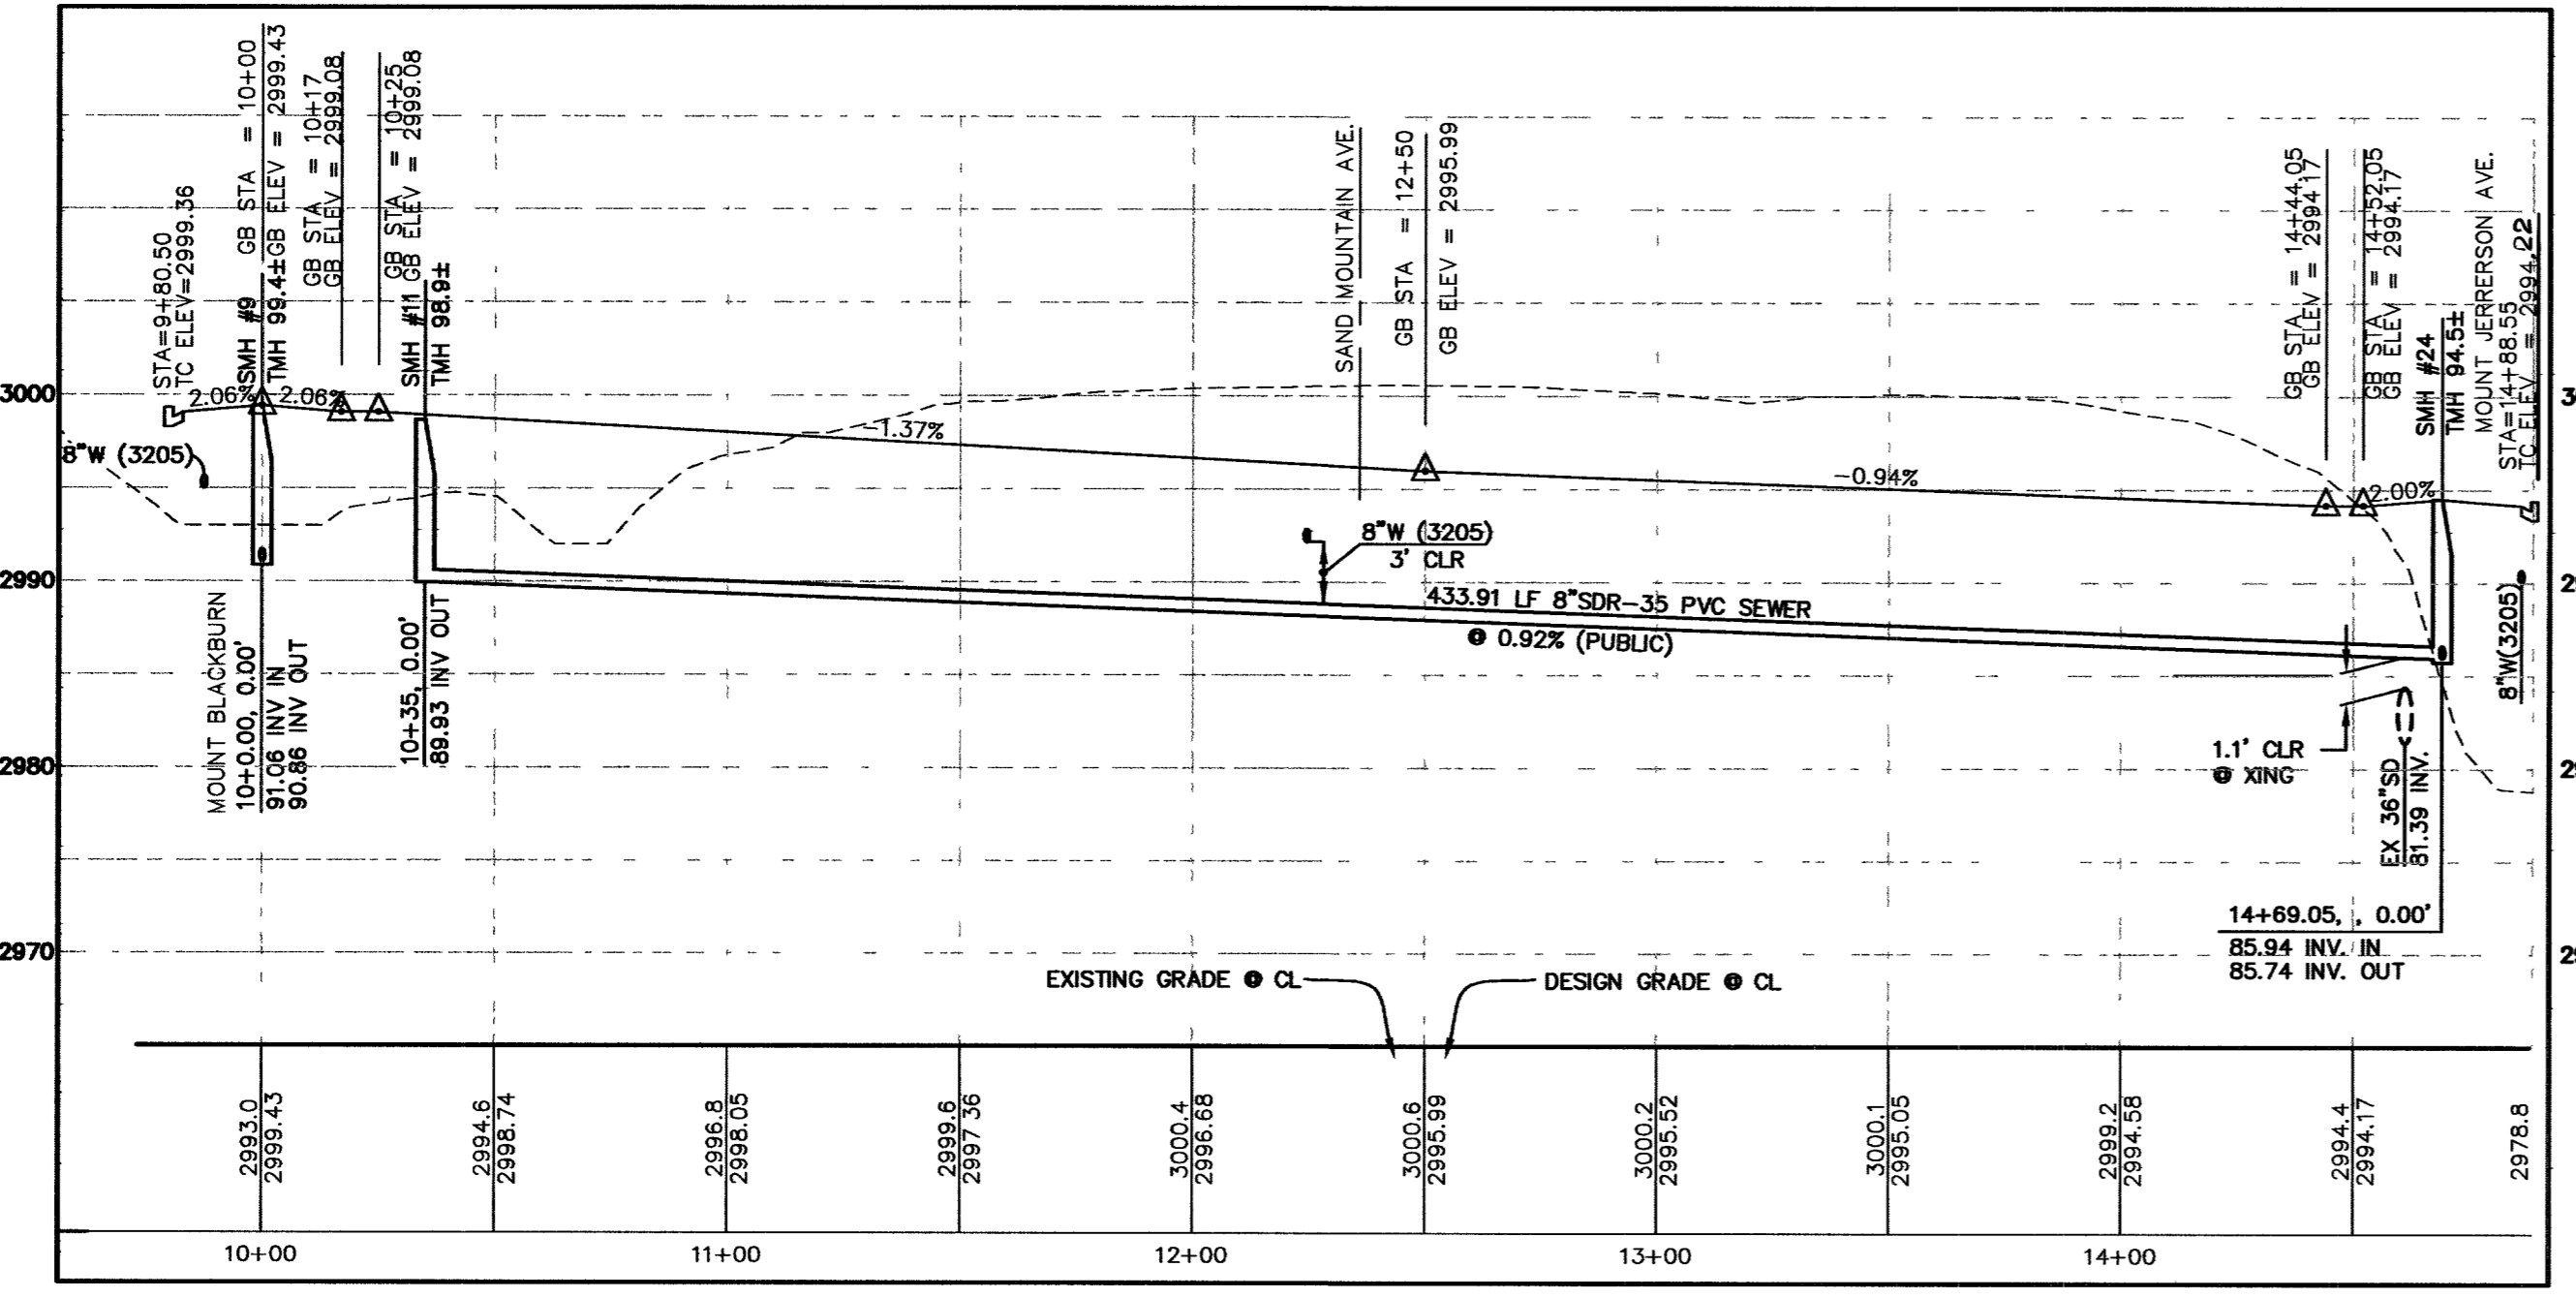 STA=9+80.50
TC ELEV=2999.36
SMH #9 GB STA = 10+00
TMH 99.4± GB ELEV = 2999.43
GB STA = 10+17
GB ELEV = 2999.08
GB STA = 10+25
SMH #11 GB ELEV = 2999.08
TMH 98.9±
SAND MOUNTAIN AVE.
GB STA = 12+50
GB ELEV = 2995.99
GB STA = 14+44.05
GB ELEV = 2994.17
GB STA = 14+52.05
GB ELEV = 2994.17
SMH #24
TMH 94.5±
MOUNT JERRERSON AVE.
STA=14+88.55
TC ELEV = 2994.22
3000
2.06%
2.06%
-1.37%
-0.94%
2.00%
3
8"W (3205)
8"W (3205)
3' CLR
2990
29
433.91 LF 8"SDR-35 PVC SEWER
@ 0.92% (PUBLIC)
8"W(3205)
MOUNT BLACKBURN
10+0.00, 0.00'
91.06 INV IN
90.86 INV OUT
10+35, 0.00'
89.93 INV OUT
2980
29
1.1' CLR
@ XING
EX 36"SD
81.39 INV.
14+69.05, , 0.00'
85.94 INV. IN
85.74 INV. OUT
2970
29
EXISTING GRADE @ CL
DESIGN GRADE @ CL
2993.0
2999.43
2994.6
2998.74
2996.8
2998.05
2999.6
2997.36
3000.4
2996.68
3000.6
2995.99
3000.2
2995.52
3000.1
2995.05
2999.2
2994.58
2994.4
2994.17
2978.8
10+00
11+00
12+00
13+00
14+00